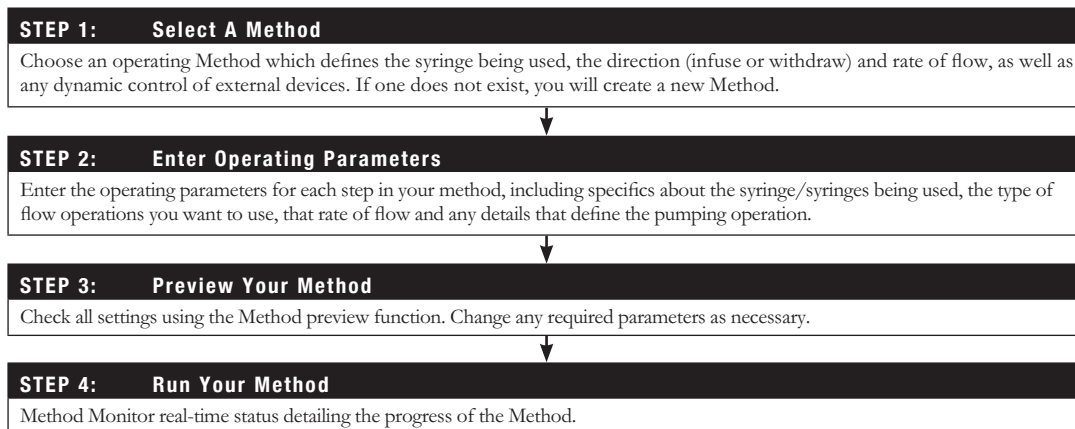 STEP 1: Select A Method
Choose an operating Method which defines the syringe being used, the direction (infuse or withdraw) and rate of flow, as well as
any dynamic control of external devices. If one does not exist, you will create a new Method.
STEP 2: Enter Operating Parameters
Enter the operating parameters for each step in your method, including specifics about the syringe/syringes being used, the type of
flow operations you want to use, that rate of flow and any details that define the pumping operation.
STEP 3: Preview Your Method
Check all settings using the Method preview function. Change any required parameters as necessary.
STEP 4: Run Your Method
Method Monitor real-time status detailing the progress of the Method.